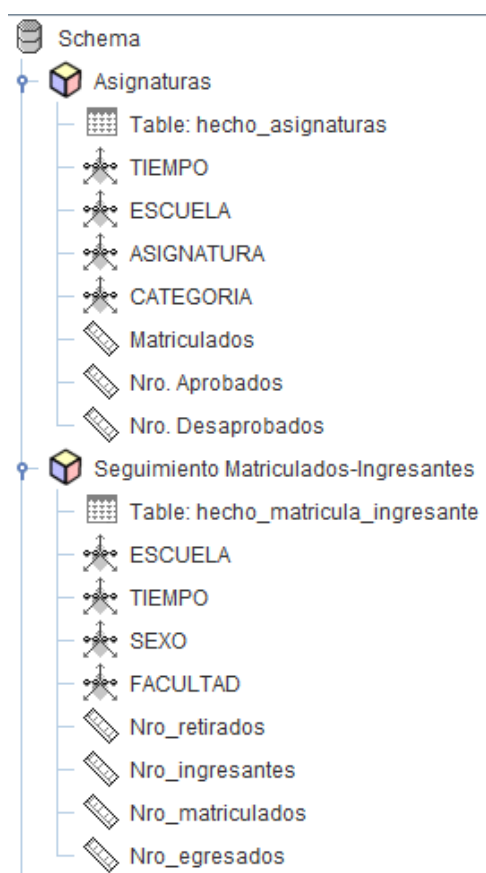 Schema
Asignaturas
Table: hecho_asignaturas
TIEMPO
ESCUELA
ASIGNATURA
CATEGORIA
Matriculados
Nro. Aprobados
Nro. Desaprobados
Seguimiento Matriculados-Ingresantes
Table: hecho_matricula_ingresante
ESCUELA
TIEMPO
SEXO
FACULTAD
Nro_retirados
Nro_ingresantes
Nro_matriculados
Nro_egresados